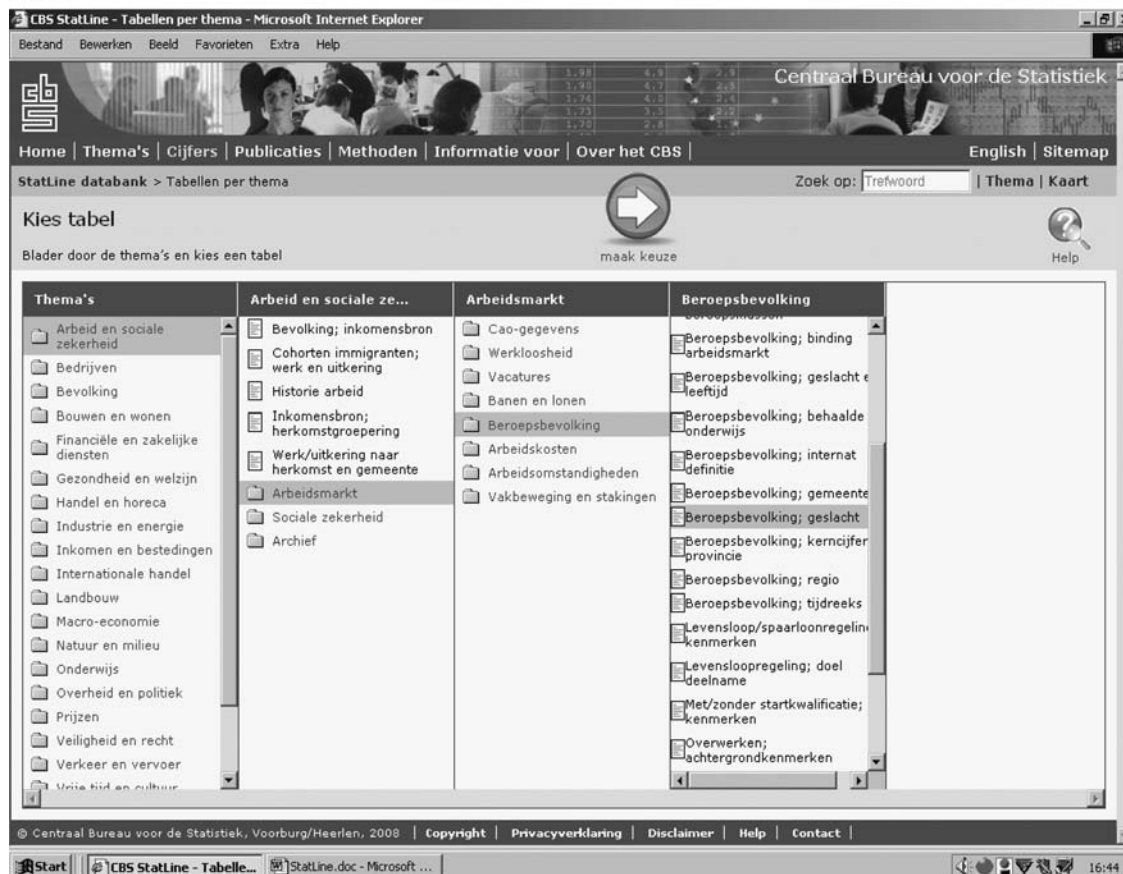 CBS StatLine - Tabellen per thema - Microsoft Internet Explorer
Bestand Bewerken Beeld Favorieten Extra Help
cbs
Centraal Bureau voor de Statistiek
Home | Thema's | Cijfers | Publicaties | Methoden | Informatie voor | Over het CBS |
English | Sitemap
StatLine databank > Tabellen per thema
Zoek op: Trefwoord | Thema | Kaart
Kies tabel
Blader door de thema's en kies een tabel
maak keuze
Help
Thema's
Arbeid en sociale
zekerheid
Bedrijven
Bevolking
Bouwen en wonen
Financiële en zakelijke
diensten
Gezondheid en welzijn
Handel en horeca
Industrie en energie
Inkomen en bestedingen
Internationale handel
Landbouw
Macro-economie
Natuur en milieu
Onderwijs
Overheid en politiek
Prijzen
Veiligheid en recht
Verkeer en vervoer
Vrije tijd en cultuur
Arbeid en sociale ze...
Bevolking; inkomensbron
Cohorten immigranten;
werk en uitkering
Historie arbeid
Inkomensbron;
herkomstgroepering
Werk/uitkering naar
herkomst en gemeente
Arbeidsmarkt
Sociale zekerheid
Archief
Arbeidsmarkt
Cao-gegevens
Werkloosheid
Vacatures
Banen en lonen
Beroepsbevolking
Arbeidskosten
Arbeidsomstandigheden
Vakbeweging en stakingen
Beroepsbevolking
beroepsklassen
Beroepsbevolking; binding
arbeidsmarkt
Beroepsbevolking; geslacht e
leeftijd
Beroepsbevolking; behaalde
onderwijs
Beroepsbevolking; internat
definitie
Beroepsbevolking; gemeente
Beroepsbevolking; geslacht
Beroepsbevolking; kerncijfer
provincie
Beroepsbevolking; regio
Beroepsbevolking; tijdreeks
Levensloop/spaarloonregeling
kenmerken
Levensloopregeling; doel
deelname
Met/zonder startkwalificatie;
kenmerken
Overwerken;
achtergrondkenmerken
© Centraal Bureau voor de Statistiek, Voorburg/Heerlen, 2008 | Copyright | Privacyverklaring | Disclaimer | Help | Contact |
Start CBS StatLine - Tabelle... StatLine.doc - Microsoft ... 16:44